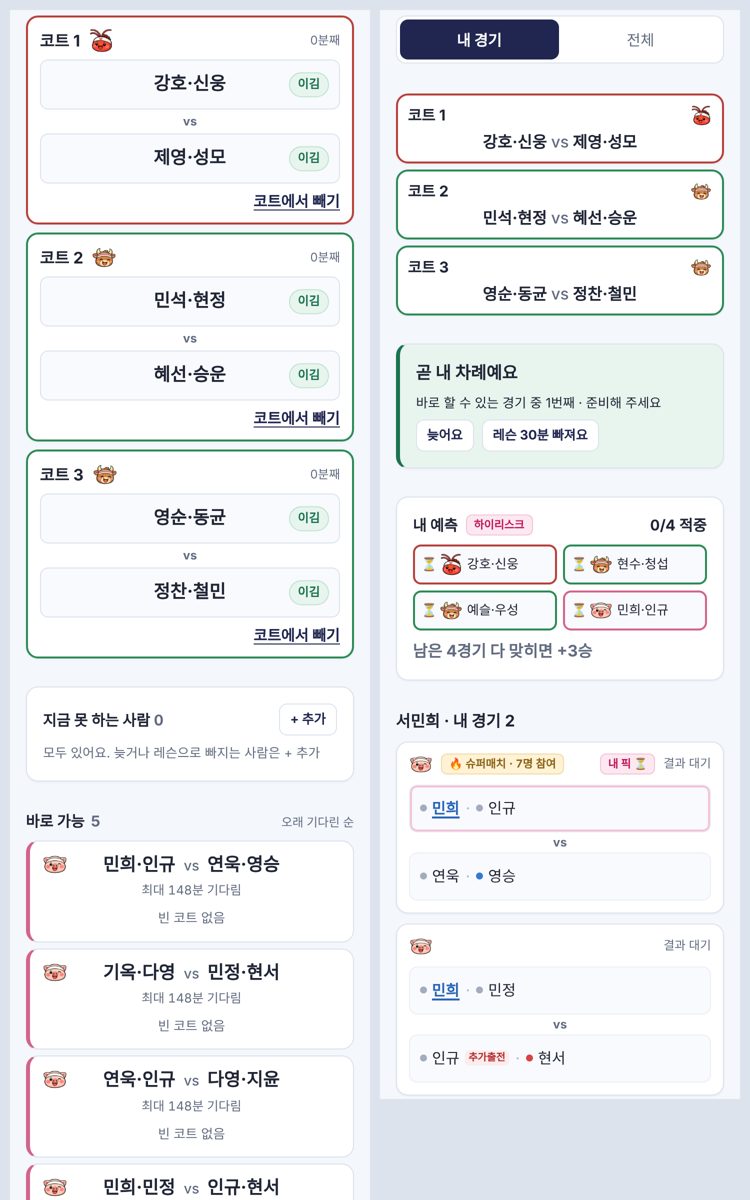 코트 1
0분째
강호·신웅
이김
vs
제영·성모
이김
코트에서 빼기
코트 2
0분째
민석·현정
이김
vs
혜선·승운
이김
코트에서 빼기
코트 3
0분째
영순·동균
이김
vs
정찬·철민
이김
코트에서 빼기
지금 못 하는 사람 0
+ 추가
모두 있어요. 늦거나 레슨으로 빠지는 사람은 + 추가
바로 가능 5
오래 기다린 순
민희·인규 vs 연욱·영승
최대 148분 기다림
빈 코트 없음
기옥·다영 vs 민정·현서
최대 148분 기다림
빈 코트 없음
연욱·인규 vs 다영·지윤
최대 148분 기다림
빈 코트 없음
민희·민정 vs 인규·현서
내 경기
전체
코트 1
강호·신웅 vs 제영·성모
코트 2
민석·현정 vs 혜선·승운
코트 3
영순·동균 vs 정찬·철민
곧 내 차례예요
바로 할 수 있는 경기 중 1번째 · 준비해 주세요
늦어요
레슨 30분 빠져요
내 예측 하이리스크
0/4 적중
강호·신웅
현수·청섭
예슬·우성
민희·인규
남은 4경기 다 맞히면 +3승
서민희 · 내 경기 2
슈퍼매치 · 7명 참여
내 픽
결과 대기
민희 · 인규
vs
연욱 · 영승
결과 대기
민희 · 민정
vs
인규 추가출전 · 현서